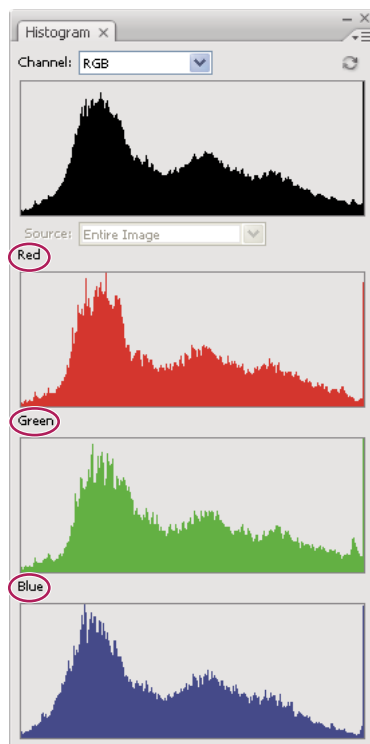 Histogram
Channel: RGB
Source: Entire Image
Red
Green
Blue